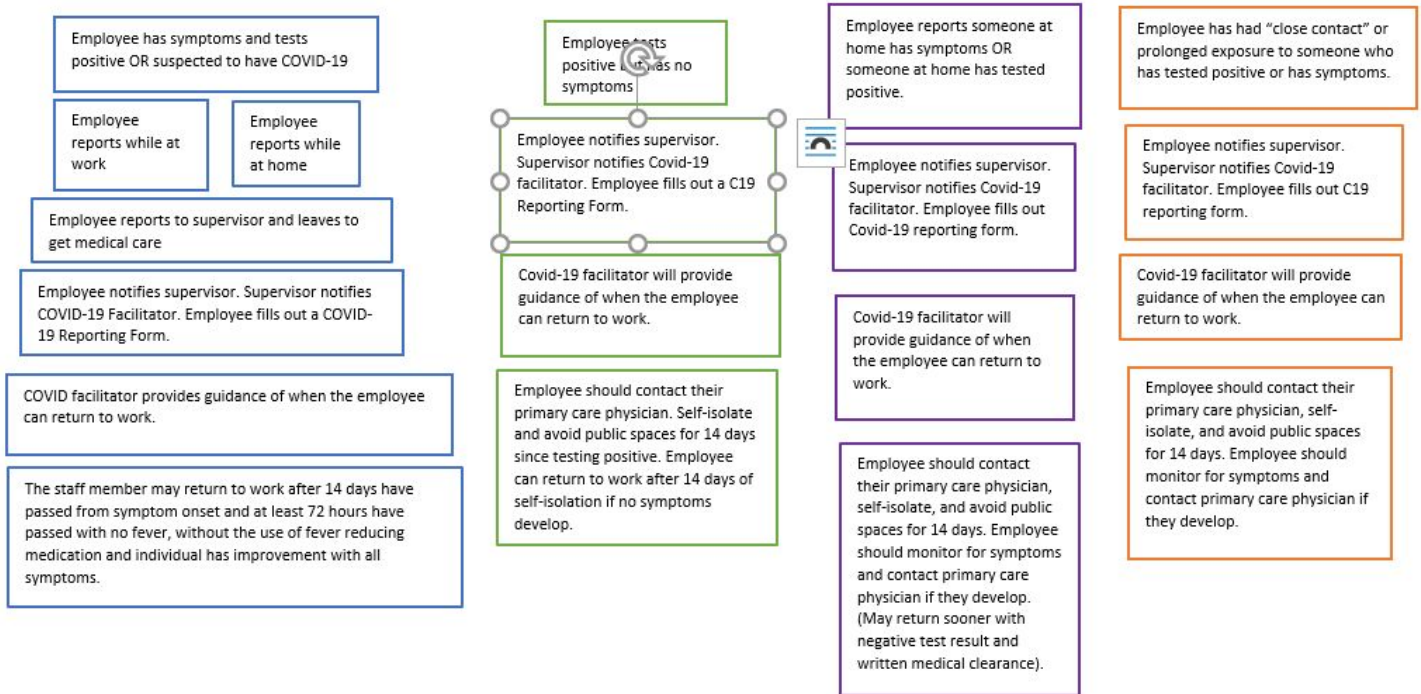 Employee has symptoms and tests
positive OR suspected to have COVID-19
Employee
reports while at
work
Employee
reports while
at home
Employee reports to supervisor and leaves to
get medical care
Employee notifies supervisor. Supervisor notifies
COVID-19 Facilitator. Employee fills out a COVID-
19 Reporting Form.
COVID facilitator provides guidance of when the employee
can return to work.
The staff member may return to work after 14 days have
passed from symptom onset and at least 72 hours have
passed with no fever, without the use of fever reducing
medication and individual has improvement with all
symptoms.
Employee tests
positive but has no
symptoms
Employee notifies supervisor.
Supervisor notifies Covid-19
facilitator. Employee fills out a C19
Reporting Form.
Covid-19 facilitator will provide
guidance of when the employee
can return to work.
Employee should contact their
primary care physician. Self-isolate
and avoid public spaces for 14 days
since testing positive. Employee
can return to work after 14 days of
self-isolation if no symptoms
develop.
Employee reports someone at
home has symptoms OR
someone at home has tested
positive.
Employee notifies supervisor.
Supervisor notifies Covid-19
facilitator. Employee fills out
Covid-19 reporting form.
Covid-19 facilitator will
provide guidance of when
the employee can return to
work.
Employee should contact
their primary care physician,
self-isolate, and avoid public
spaces for 14 days. Employee
should monitor for symptoms
and contact primary care
physician if they develop.
(May return sooner with
negative test result and
written medical clearance).
Employee has had “close contact” or
prolonged exposure to someone who
has tested positive or has symptoms.
Employee notifies supervisor.
Supervisor notifies Covid-19
facilitator. Employee fills out C19
reporting form.
Covid-19 facilitator will provide
guidance of when the employee can
return to work.
Employee should contact their
primary care physician, self-
isolate, and avoid public spaces
for 14 days. Employee should
monitor for symptoms and
contact primary care physician if
they develop.